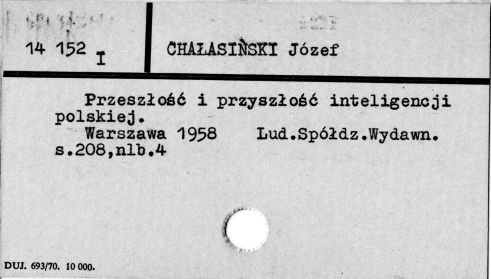 14 152 I
CHAŁASIŃSKI Józef
Przeszłość i przyszłość inteligencji
polskiej.
Warszawa 1958 Lud.Spółdz.Wydawn.
s.208,nlb.4
DUJ. 693/70. 10 000.